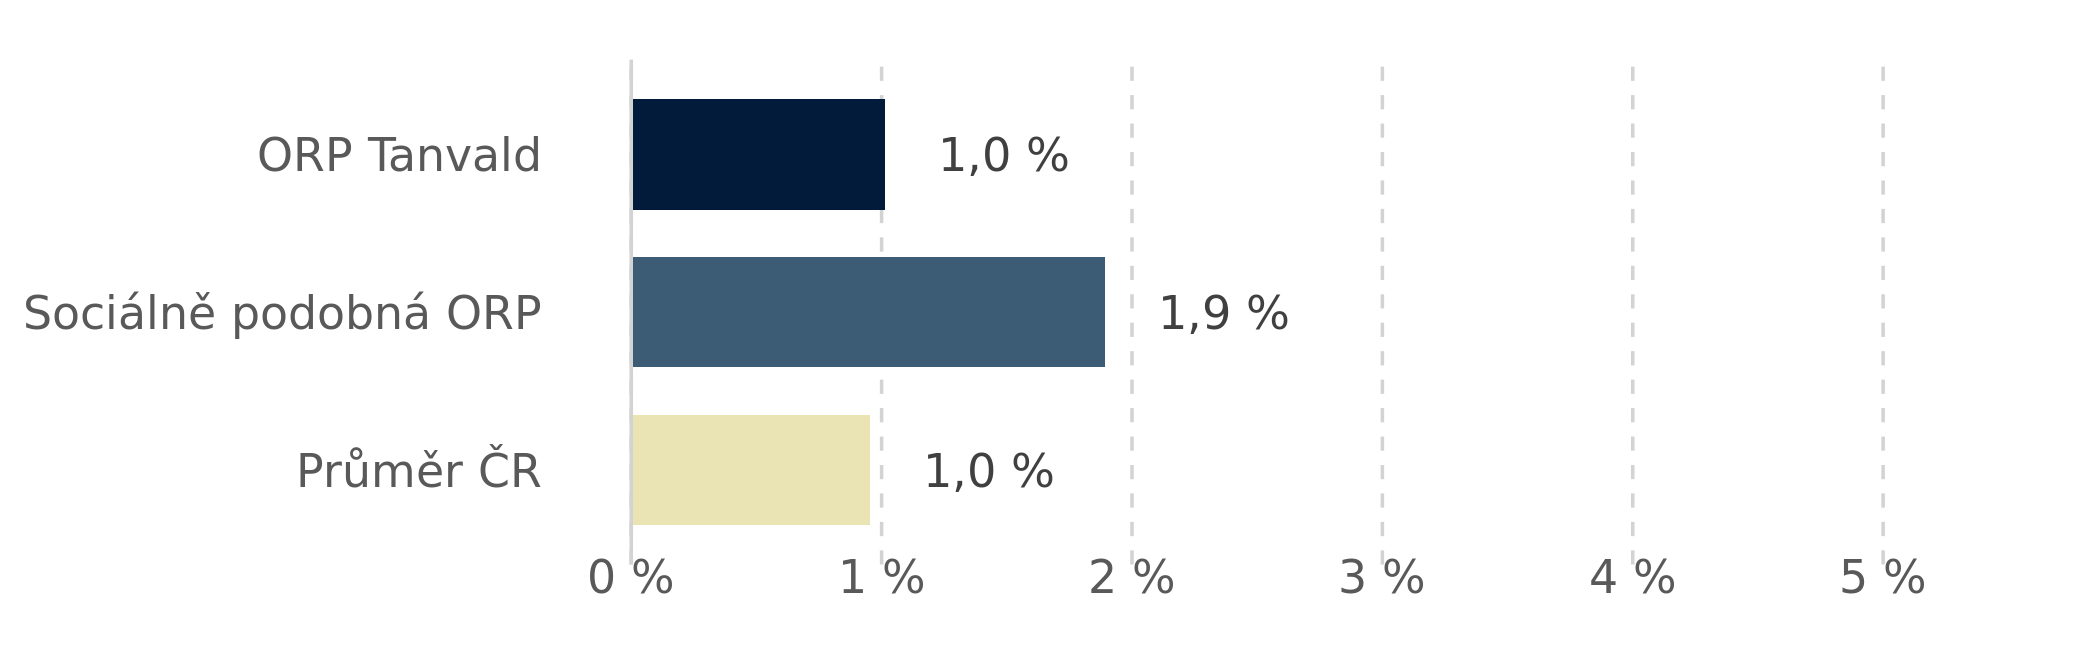 ORP Tanvald 1,0 %
Sociálně podobná ORP 1,9 %
Průměr ČR 1,0 %
0 % 1 % 2 % 3 % 4 % 5 %